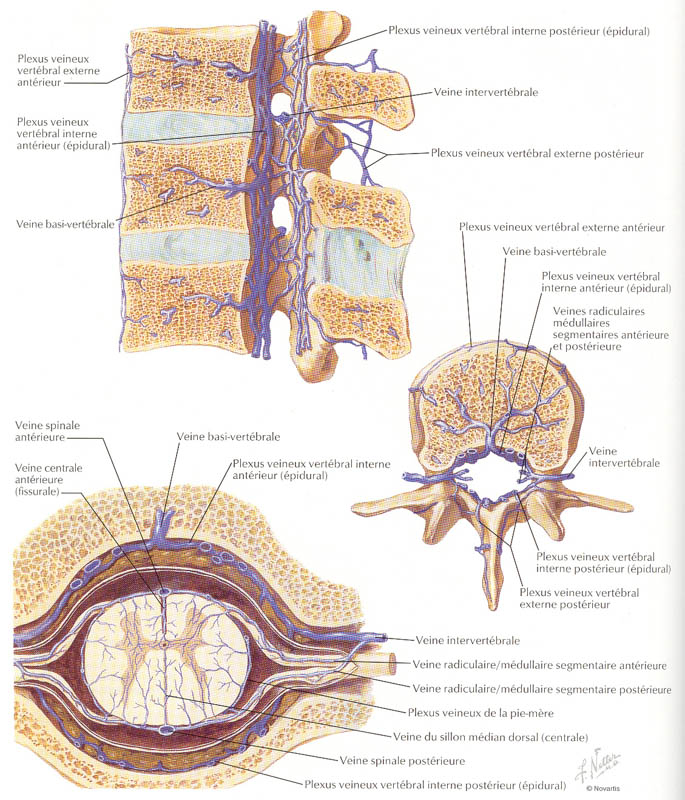 Plexus veineux vertébral interne postérieur (épidural)
Plexus veineux
vertébral externe
antérieur
Veine intervertébrale
Plexus veineux
vertébral interne
antérieur (épidural)
Plexus veineux vertébral externe postérieur
Veine basi-vertébrale
Plexus veineux vertébral externe antérieur
Veine basi-vertébrale
Plexus veineux vertébral
interne antérieur (épidural)
Veines radiculaires
médullaires
segmentaires antérieure
et postérieure
Veine
intervertébrale
Plexus veineux vertébral
interne postérieur (épidural)
Plexus veineux vertébral
externe postérieur
Veine spinale
antérieure
Veine basi-vertébrale
Veine centrale
antérieure
(fissurale)
Plexus veineux vertébral interne
antérieur (épidural)
Veine intervertébrale
Veine radiculaire/médullaire segmentaire antérieure
Veine radiculaire/médullaire segmentaire postérieure
Plexus veineux de la pie-mère
Veine du sillon médian dorsal (centrale)
Veine spinale postérieure
Plexus veineux vertébral interne postérieur (épidural)
F. Netter
© Novartis